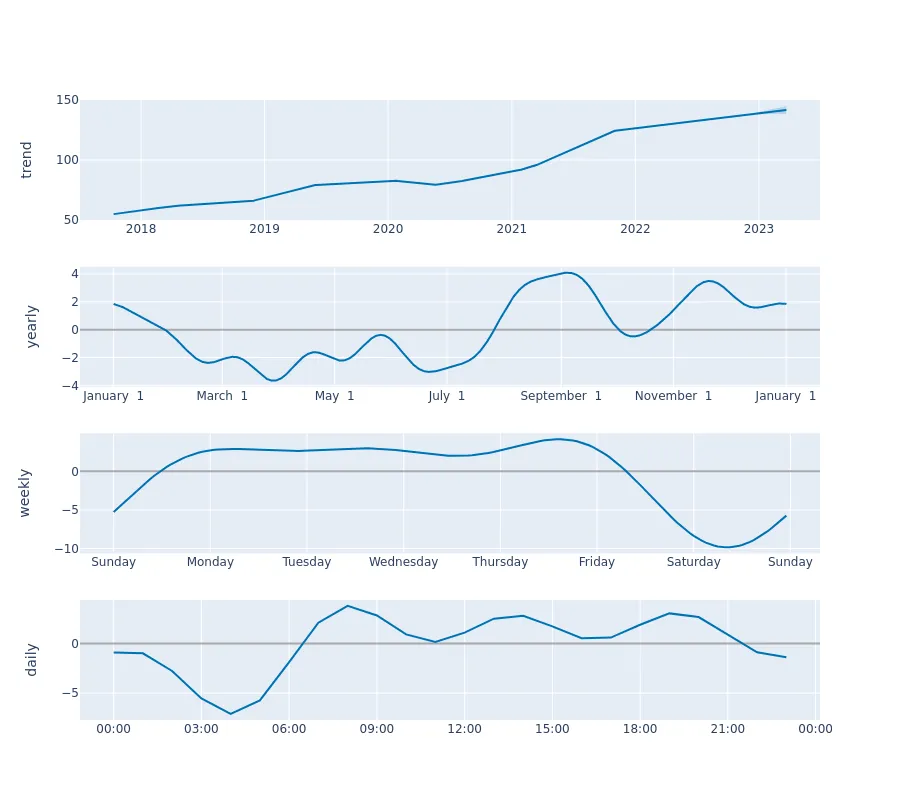 trend
150
100
50
2018 2019 2020 2021 2022 2023
yearly
4
2
0
−2
−4
January 1 March 1 May 1 July 1 September 1 November 1 January 1
weekly
0
−5
−10
Sunday Monday Tuesday Wednesday Thursday Friday Saturday Sunday
daily
0
−5
00:00 03:00 06:00 09:00 12:00 15:00 18:00 21:00 00:00